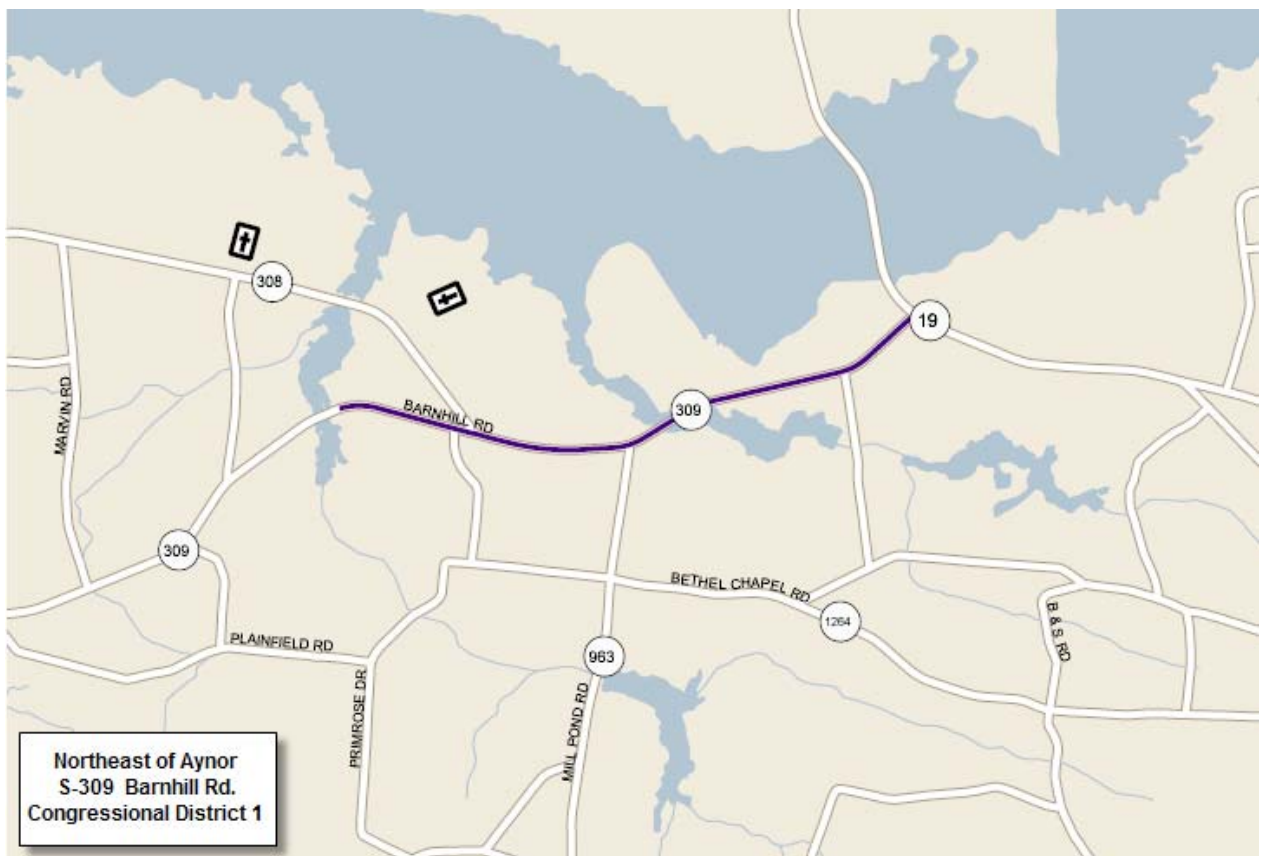 308
19
MARVIN RD
BARNHILL RD
309
309
BETHEL CHAPEL RD
1264
B & S RD
PLAINFIELD RD
963
PRIMROSE DR
MILL POND RD
Northeast of Aynor
S-309 Barnhill Rd.
Congressional District 1